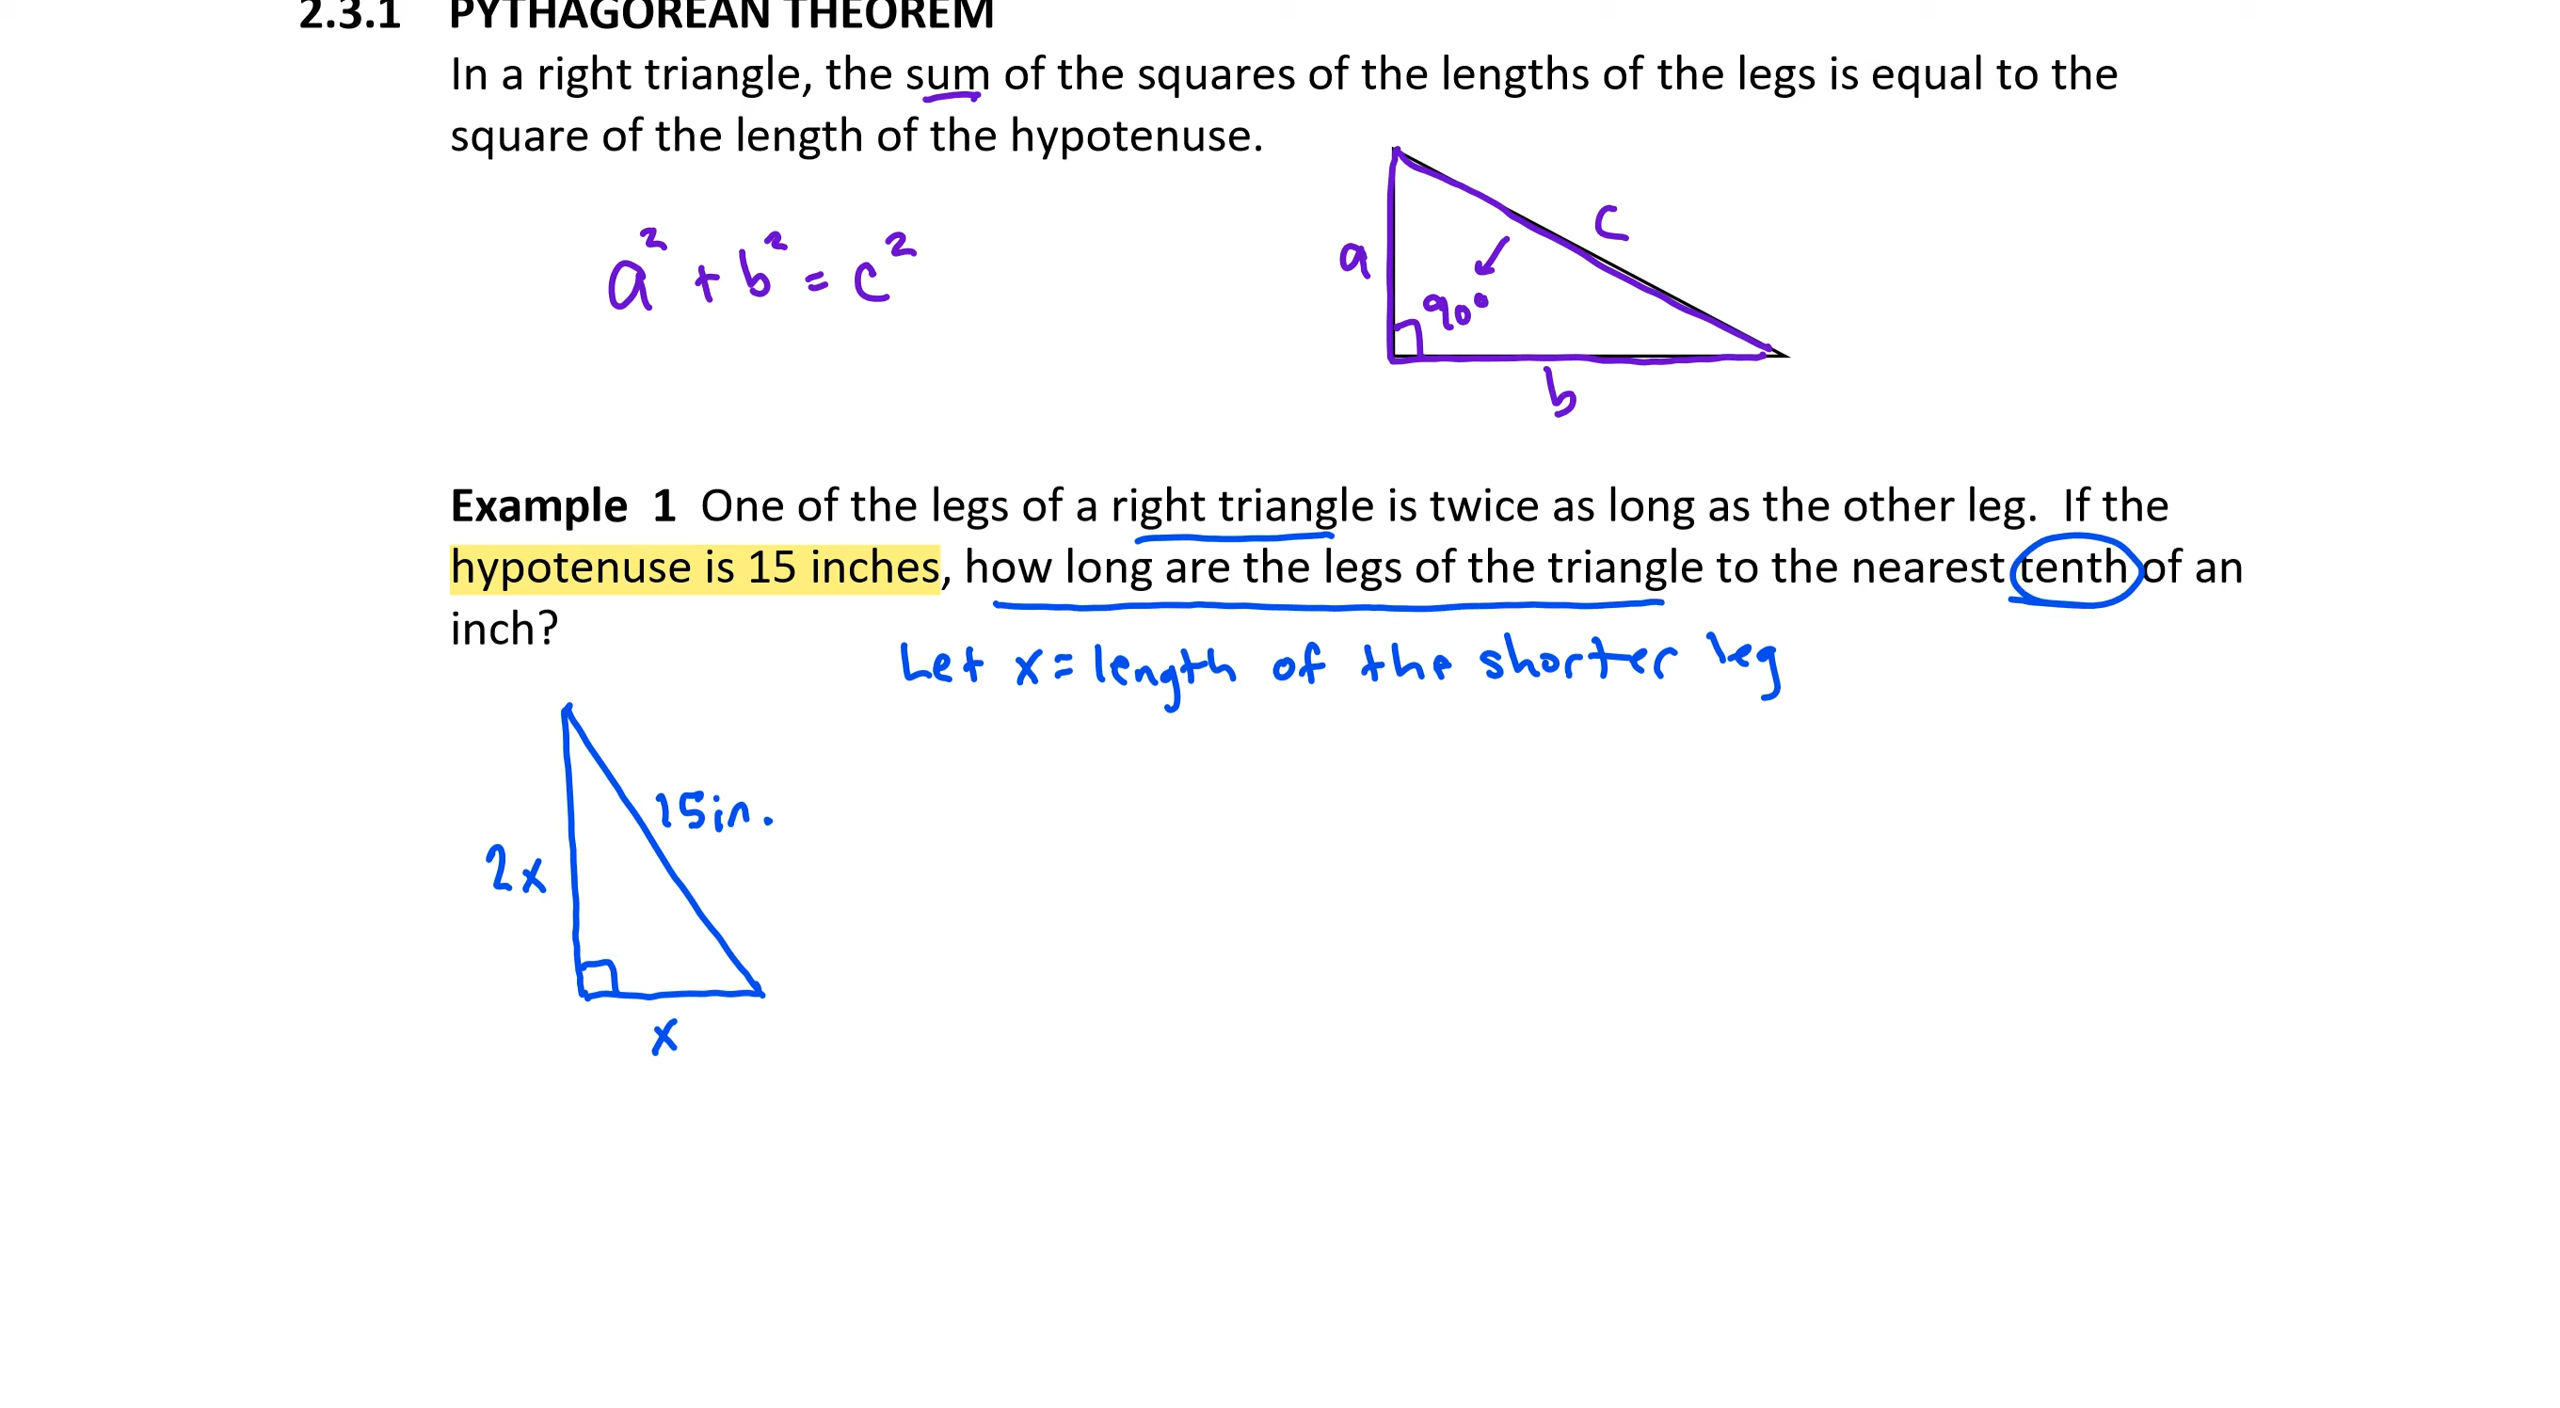 2.3.1 PYTHAGOREAN THEOREM
In a right triangle, the sum of the squares of the lengths of the legs is equal to the
square of the length of the hypotenuse.
a² + b² = c²
a
c
90°
b
Example 1 One of the legs of a right triangle is twice as long as the other leg. If the
hypotenuse is 15 inches, how long are the legs of the triangle to the nearest tenth of an
inch?
Let x = length of the shorter leg
15in.
2x
x